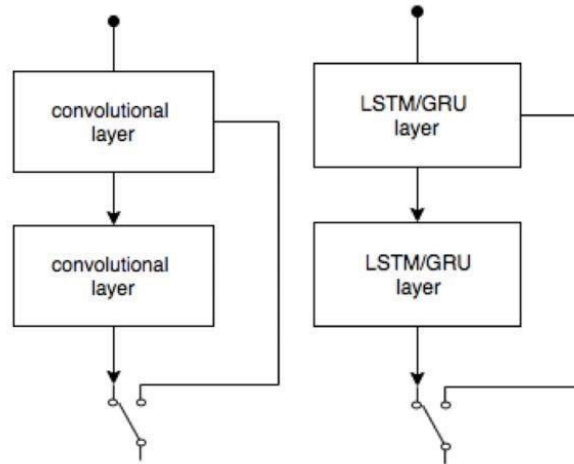 convolutional
layer
convolutional
layer
LSTM/GRU
layer
LSTM/GRU
layer